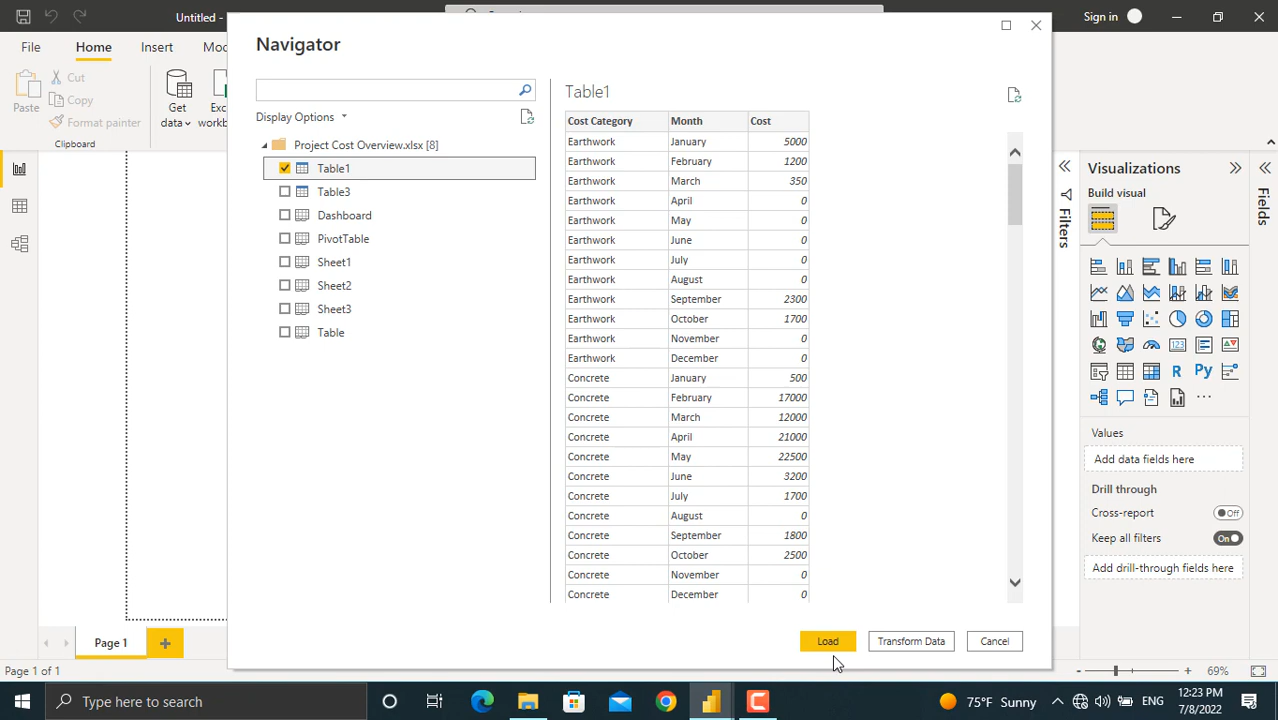 Untitled -
Sign in
File
Home
Insert
Mod
Navigator
Paste
Cut
Copy
Format painter
Clipboard
Get
data
Exc
workb
Display Options
Project Cost Overview.xlsx [8]
Table1
Table3
Dashboard
PivotTable
Sheet1
Sheet2
Sheet3
Table
Table1
Cost Category Month Cost
Earthwork January 5000
Earthwork February 1200
Earthwork March 350
Earthwork April 0
Earthwork May 0
Earthwork June 0
Earthwork July 0
Earthwork August 0
Earthwork September 2300
Earthwork October 1700
Earthwork November 0
Earthwork December 0
Concrete January 500
Concrete February 17000
Concrete March 12000
Concrete April 21000
Concrete May 22500
Concrete June 3200
Concrete July 1700
Concrete August 0
Concrete September 1800
Concrete October 2500
Concrete November 0
Concrete December 0
Load
Transform Data
Cancel
Filters
Visualizations
Build visual
R
Py
123
Values
Add data fields here
Drill through
Cross-report Off
Keep all filters On
Add drill-through fields here
Fields
Page 1
Page 1 of 1
- + 69%
Type here to search
75°F Sunny
ENG
12:23 PM
7/8/2022